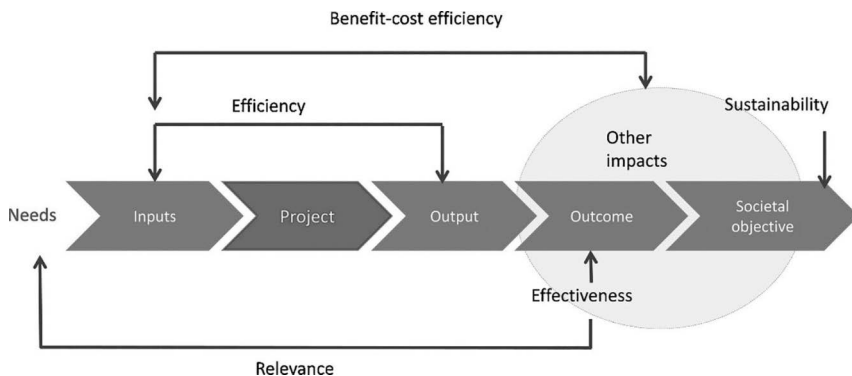 Benefit-cost efficiency
Efficiency
Sustainability
Other
impacts
Needs
Inputs
Project
Output
Outcome
Societal
objective
Effectiveness
Relevance